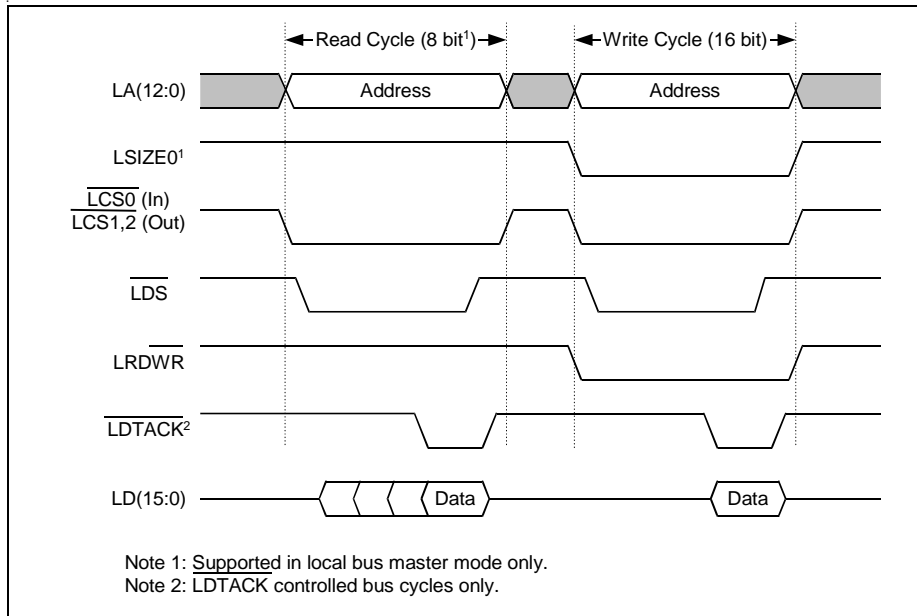 Read Cycle (8 bit¹) Write Cycle (16 bit)
LA(12:0) Address Address
LSIZE0¹
LCS0 (In)
LCS1,2 (Out)
LDS
LRDWR
LDTACK²
LD(15:0) Data Data
Note 1: Supported in local bus master mode only.
Note 2: LDTACK controlled bus cycles only.